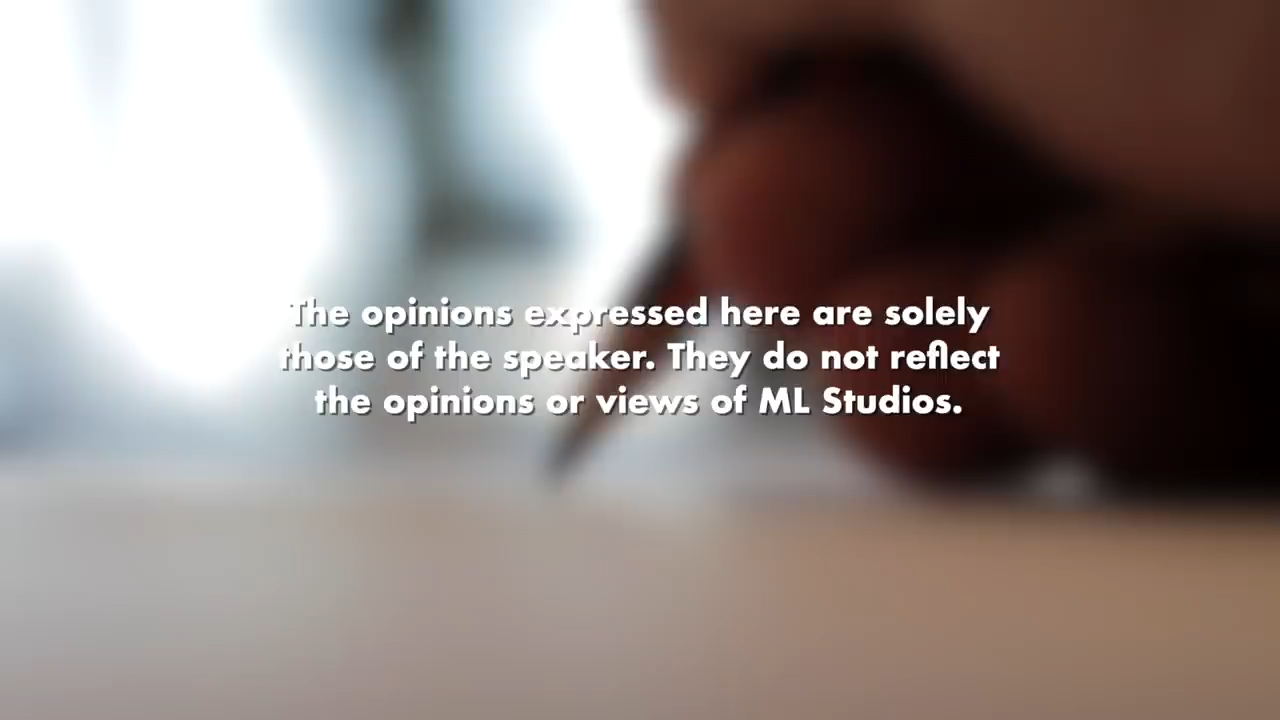 The opinions expressed here are solely
those of the speaker. They do not reflect
the opinions or views of ML Studios.